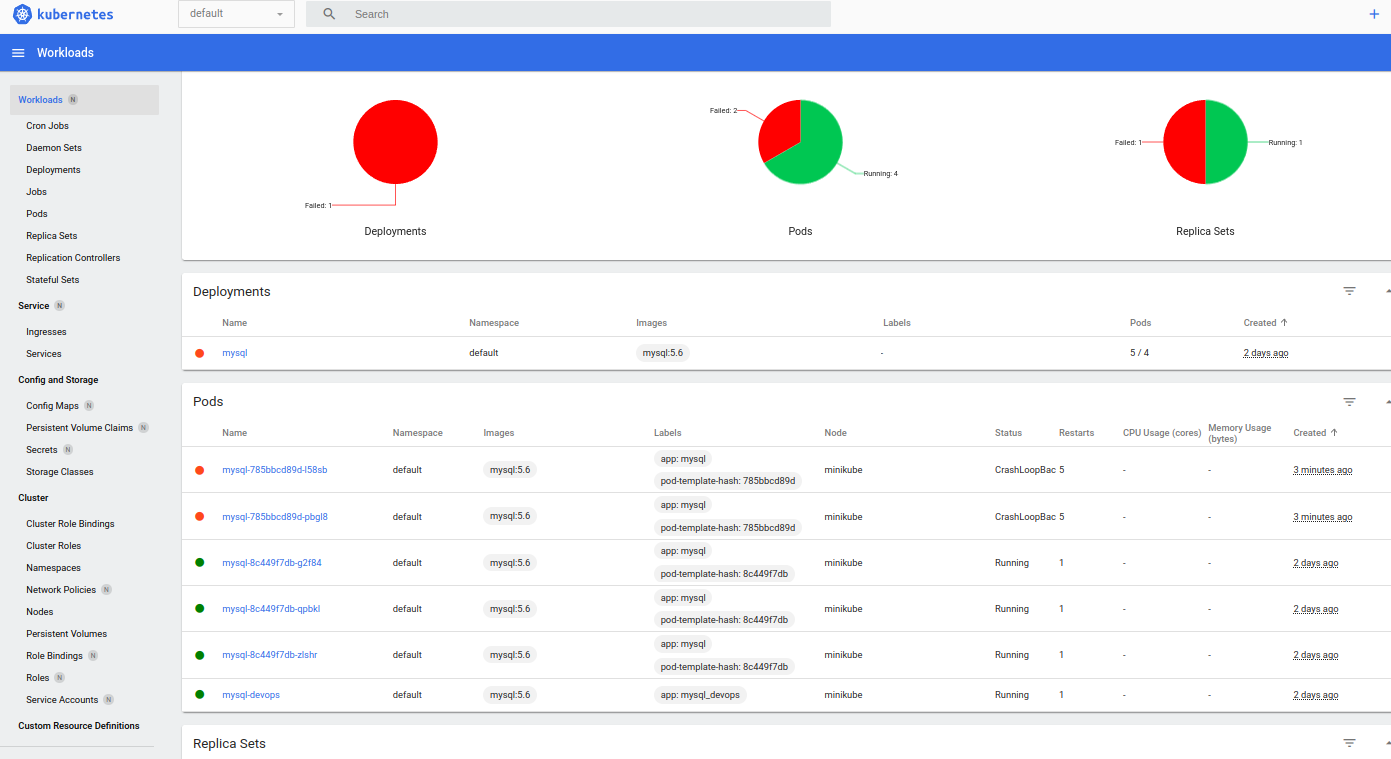 kubernetes
default
Search
+
Workloads
Workloads N
Cron Jobs
Daemon Sets
Deployments
Jobs
Pods
Replica Sets
Replication Controllers
Stateful Sets
Service N
Ingresses
Services
Config and Storage
Config Maps N
Persistent Volume Claims N
Secrets N
Storage Classes
Cluster
Cluster Role Bindings
Cluster Roles
Namespaces
Network Policies N
Nodes
Persistent Volumes
Role Bindings N
Roles N
Service Accounts N
Custom Resource Definitions
Failed: 1
Deployments
Failed: 2
Running: 4
Pods
Failed: 1
Running: 1
Replica Sets
Deployments
Name Namespace Images Labels Pods Created ↑
mysql default mysql:5.6 - 5 / 4 2 days ago
Pods
Name Namespace Images Labels Node Status Restarts CPU Usage (cores) Memory Usage (bytes) Created ↑
mysql-785bbcd89d-l58sb default mysql:5.6 app: mysql minikube CrashLoopBac 5 - - 3 minutes ago
pod-template-hash: 785bbcd89d
mysql-785bbcd89d-pbgl8 default mysql:5.6 app: mysql minikube CrashLoopBac 5 - - 3 minutes ago
pod-template-hash: 785bbcd89d
mysql-8c449f7db-g2f84 default mysql:5.6 app: mysql minikube Running 1 - - 2 days ago
pod-template-hash: 8c449f7db
mysql-8c449f7db-qpbkl default mysql:5.6 app: mysql minikube Running 1 - - 2 days ago
pod-template-hash: 8c449f7db
mysql-8c449f7db-zlshr default mysql:5.6 app: mysql minikube Running 1 - - 2 days ago
pod-template-hash: 8c449f7db
mysql-devops default mysql:5.6 app: mysql_devops minikube Running 1 - - 2 days ago
Replica Sets